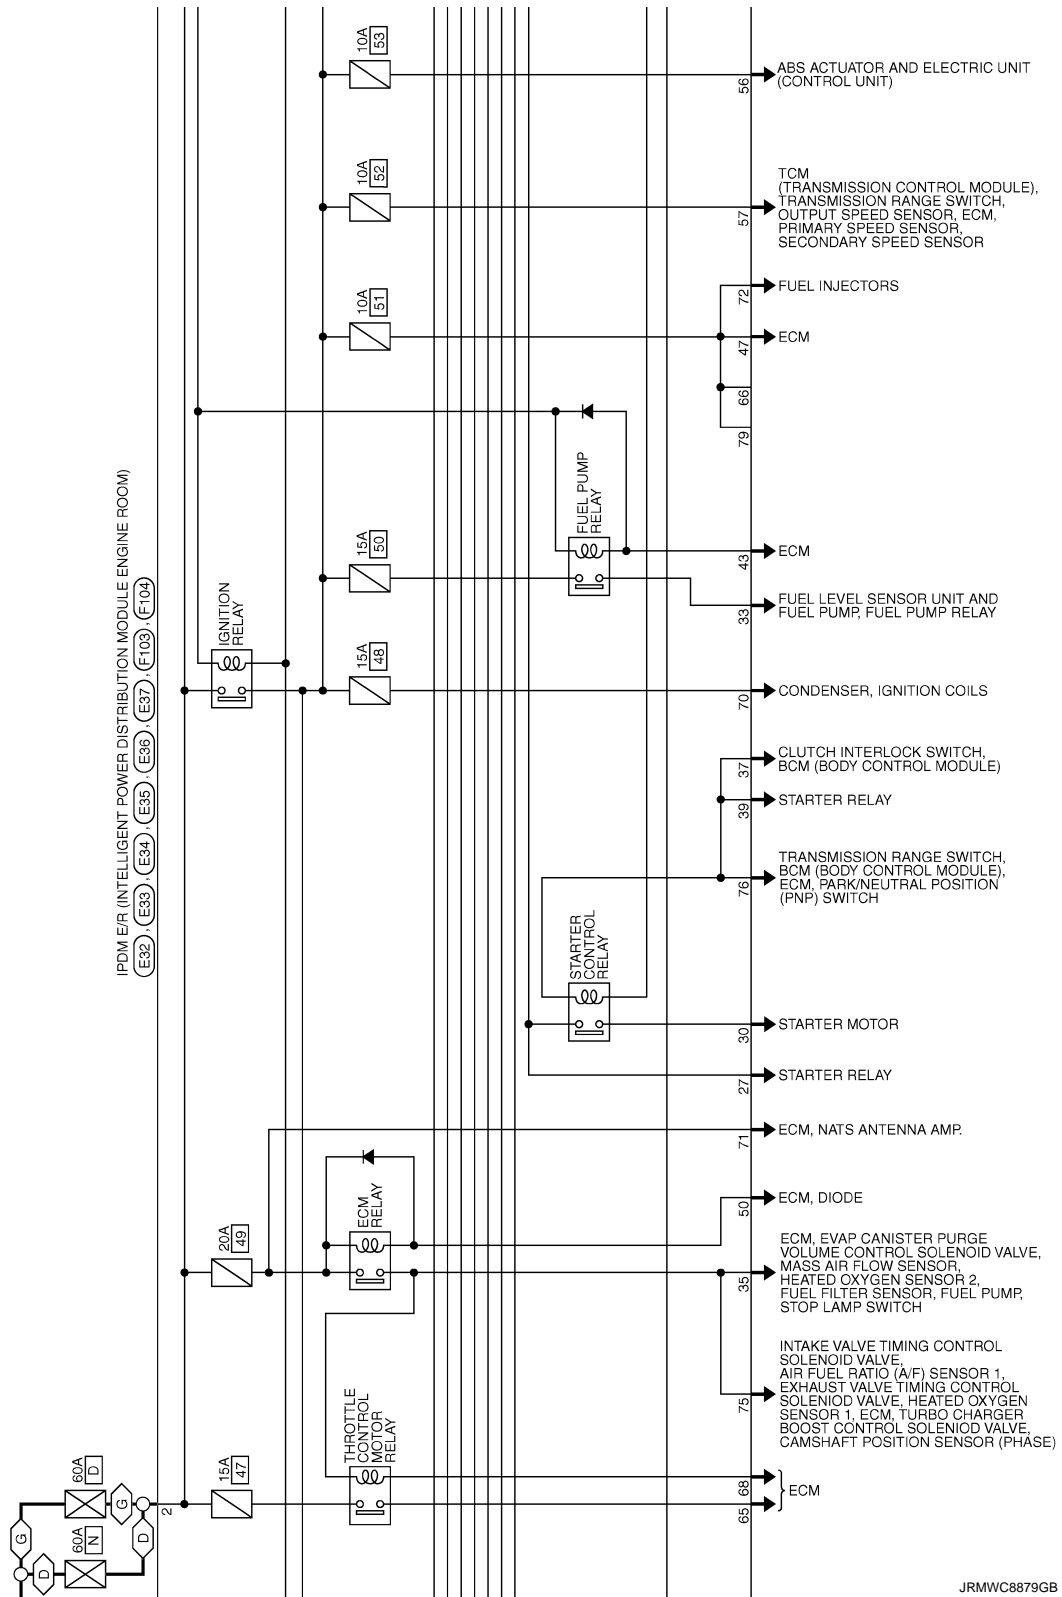 10A
53
56
ABS ACTUATOR AND ELECTRIC UNIT
(CONTROL UNIT)
10A
52
57
TCM
(TRANSMISSION CONTROL MODULE),
TRANSMISSION RANGE SWITCH,
OUTPUT SPEED SENSOR, ECM,
PRIMARY SPEED SENSOR,
SECONDARY SPEED SENSOR
72
FUEL INJECTORS
10A
51
47
ECM
66
79
FUEL PUMP
RELAY
43
ECM
15A
50
33
FUEL LEVEL SENSOR UNIT AND
FUEL PUMP, FUEL PUMP RELAY
IPDM E/R (INTELLIGENT POWER DISTRIBUTION MODULE ENGINE ROOM)
E32 , E33 , E34 , E35 , E36 , E37 , F103 , F104
IGNITION
RELAY
15A
48
70
CONDENSER, IGNITION COILS
37
CLUTCH INTERLOCK SWITCH,
BCM (BODY CONTROL MODULE)
39
STARTER RELAY
76
TRANSMISSION RANGE SWITCH,
BCM (BODY CONTROL MODULE),
ECM, PARK/NEUTRAL POSITION
(PNP) SWITCH
STARTER
CONTROL
RELAY
30
STARTER MOTOR
27
STARTER RELAY
71
ECM, NATS ANTENNA AMP.
ECM
RELAY
50
ECM, DIODE
20A
49
35
ECM, EVAP CANISTER PURGE
VOLUME CONTROL SOLENOID VALVE,
MASS AIR FLOW SENSOR,
HEATED OXYGEN SENSOR 2,
FUEL FILTER SENSOR, FUEL PUMP,
STOP LAMP SWITCH
75
INTAKE VALVE TIMING CONTROL
SOLENOID VALVE,
AIR FUEL RATIO (A/F) SENSOR 1,
EXHAUST VALVE TIMING CONTROL
SOLENIOD VALVE, HEATED OXYGEN
SENSOR 1, ECM, TURBO CHARGER
BOOST CONTROL SOLENIOD VALVE,
CAMSHAFT POSITION SENSOR (PHASE)
THROTTLE
CONTROL
MOTOR
RELAY
60A
D
G
2
15A
47
68
65
ECM
G
60A
N
D
D
JRMWC8879GB